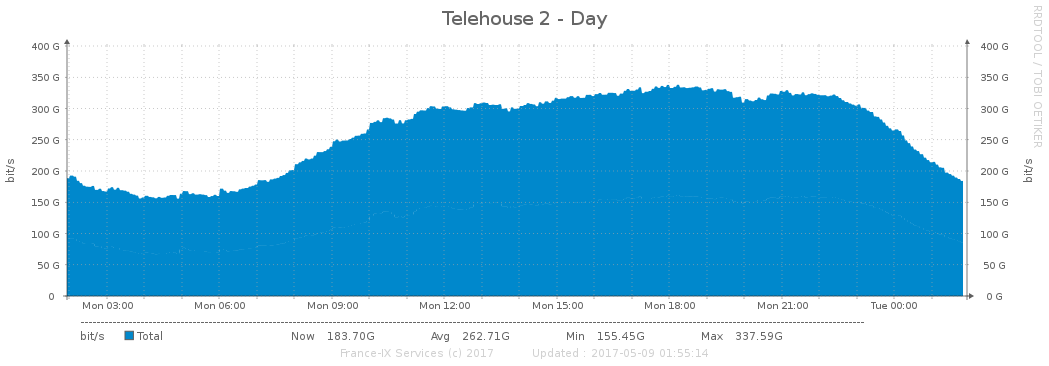 Telehouse 2 - Day
RRDTOOL / TOBI OETIKER
bit/s
400 G
350 G
300 G
250 G
200 G
150 G
100 G
50 G
0
400 G
350 G
300 G
250 G
200 G
150 G
100 G
50 G
0 G
bit/s
Mon 03:00 Mon 06:00 Mon 09:00 Mon 12:00 Mon 15:00 Mon 18:00 Mon 21:00 Tue 00:00
bit/s Total Now 183.70G Avg 262.71G Min 155.45G Max 337.59G
France-IX Services (c) 2017 Updated : 2017-05-09 01:55:14